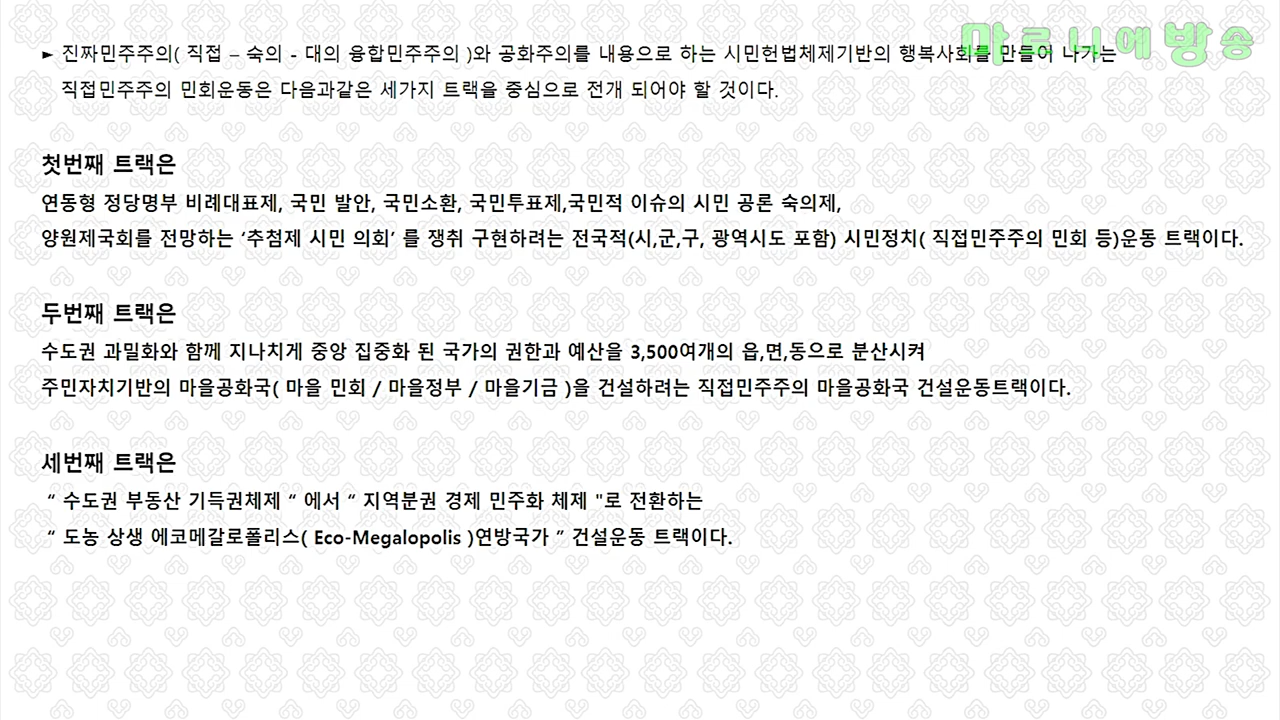 마로니에방송
► 진짜민주주의( 직접 – 숙의 - 대의 융합민주주의 )와 공화주의를 내용으로 하는 시민헌법체제기반의 행복사회를 만들어 나가는
직접민주주의 민회운동은 다음과같은 세가지 트랙을 중심으로 전개 되어야 할 것이다.
첫번째 트랙은
연동형 정당명부 비례대표제, 국민 발안, 국민소환, 국민투표제,국민적 이슈의 시민 공론 숙의제,
양원제국회를 전망하는 ‘추첨제 시민 의회’ 를 쟁취 구현하려는 전국적(시,군,구, 광역시도 포함) 시민정치( 직접민주주의 민회 등)운동 트랙이다.
두번째 트랙은
수도권 과밀화와 함께 지나치게 중앙 집중화 된 국가의 권한과 예산을 3,500여개의 읍,면,동으로 분산시켜
주민자치기반의 마을공화국( 마을 민회 / 마을정부 / 마을기금 )을 건설하려는 직접민주주의 마을공화국 건설운동트랙이다.
세번째 트랙은
“ 수도권 부동산 기득권체제 “ 에서 “ 지역분권 경제 민주화 체제 "로 전환하는
“ 도농 상생 에코메갈로폴리스( Eco-Megalopolis )연방국가 ” 건설운동 트랙이다.